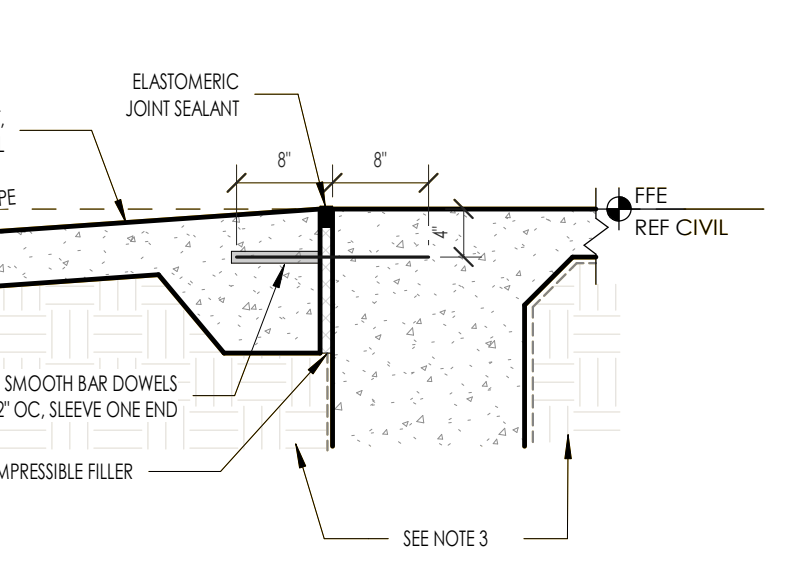 ELASTOMERIC
JOINT SEALANT
8"
8"
FFE
REF CIVIL
4"
SMOOTH BAR DOWELS
2" OC, SLEEVE ONE END
MPRESSIBLE FILLER
SEE NOTE 3
PE